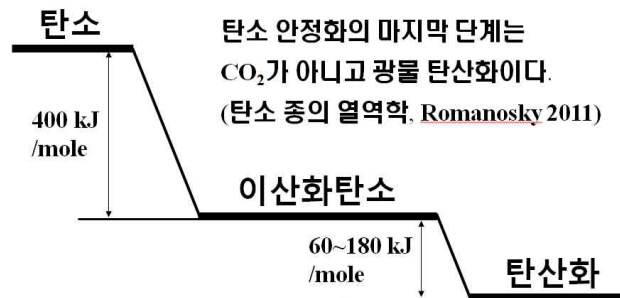 탄소
탄소 안정화의 마지막 단계는
CO₂가 아니고 광물 탄산화이다.
(탄소 종의 열역학, Romanosky 2011)
400 kJ
/mole
이산화탄소
60~180 kJ
/mole
탄산화